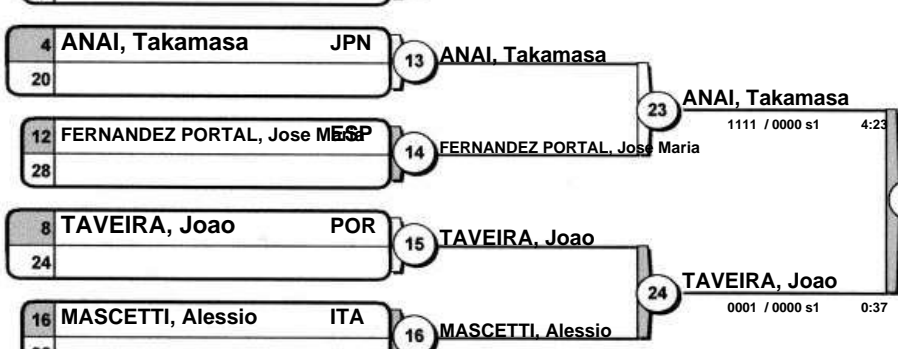 4 ANAI, Takamasa JPN
20
13 ANAI, Takamasa
12 FERNANDEZ PORTAL, Jose Maria ESP
28
14 FERNANDEZ PORTAL, Jose Maria
23 ANAI, Takamasa
1111 / 0000 s1 4:23
8 TAVEIRA, Joao POR
24
15 TAVEIRA, Joao
16 MASCETTI, Alessio ITA
16 MASCETTI, Alessio
24 TAVEIRA, Joao
0001 / 0000 s1 0:37